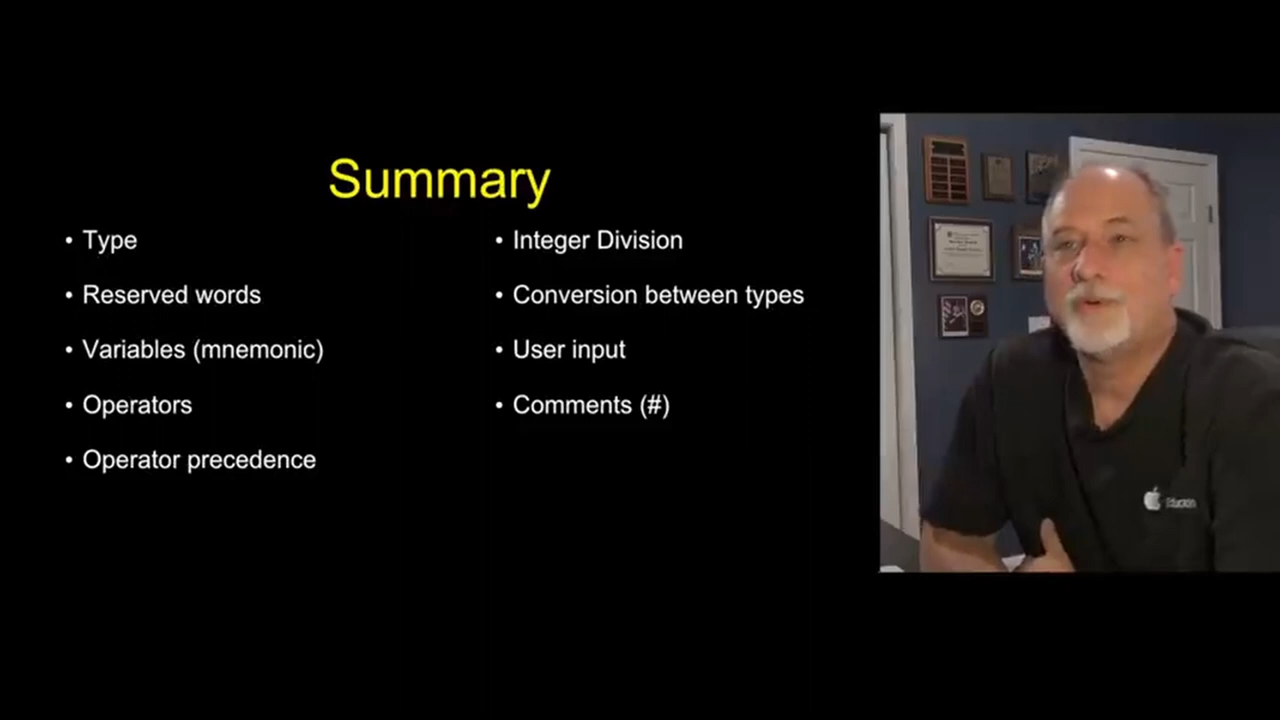 Summary
• Type
• Reserved words
• Variables (mnemonic)
• Operators
• Operator precedence
• Integer Division
• Conversion between types
• User input
• Comments (#)